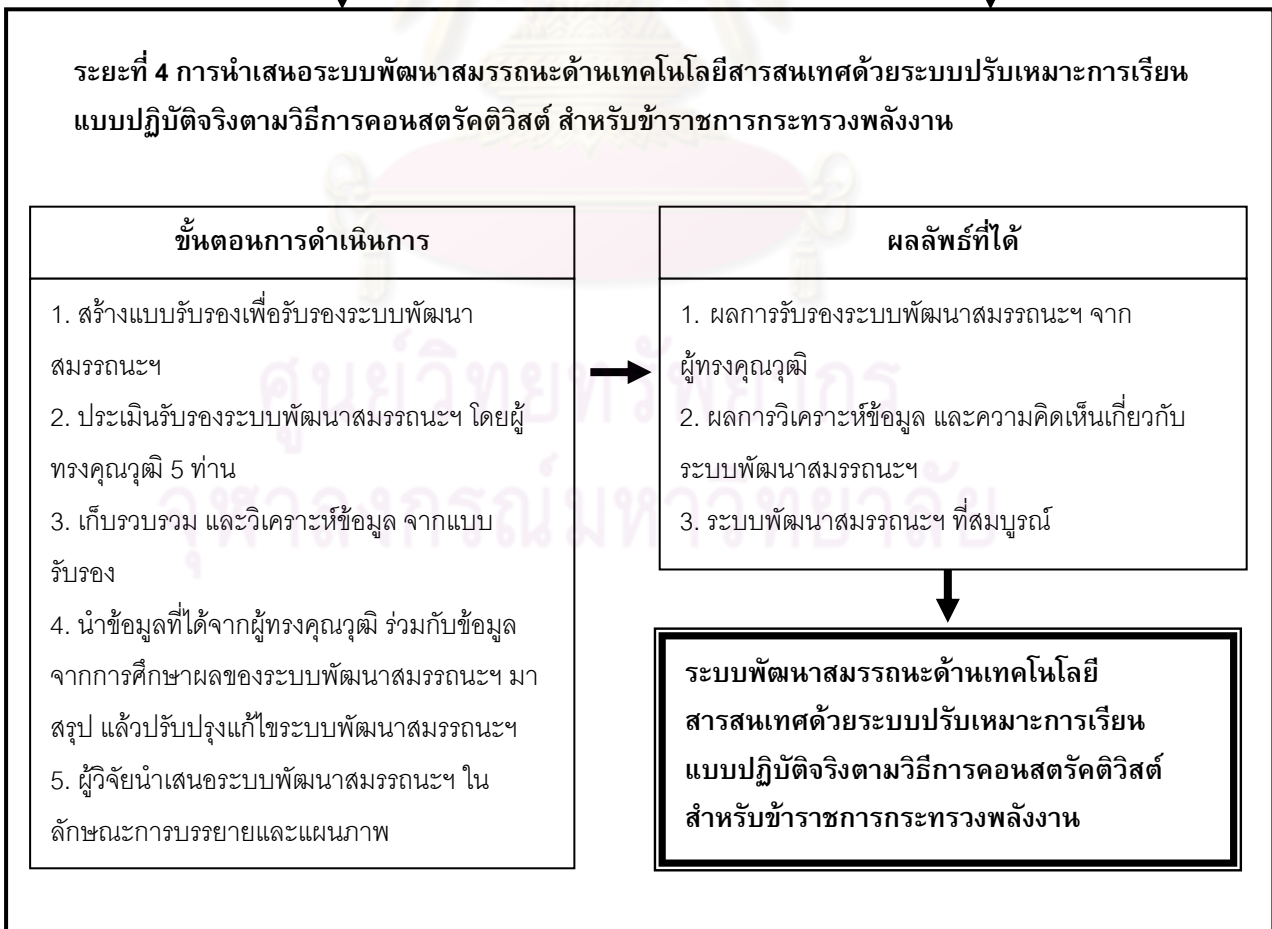 ระยะที่ 4 การนำเสนอระบบพัฒนาสมรรถนะด้านเทคโนโลยีสารสนเทศด้วยระบบปรับเหมาะการเรียน
แบบปฏิบัติจริงตามวิธีการคอนสตรัคติวิสต์ สำหรับข้าราชการกระทรวงพลังงาน
ขั้นตอนการดำเนินการ
1. สร้างแบบรับรองเพื่อรับรองระบบพัฒนา
สมรรถนะฯ
2. ประเมินรับรองระบบพัฒนาสมรรถนะฯ โดยผู้
ทรงคุณวุฒิ 5 ท่าน
3. เก็บรวบรวม และวิเคราะห์ข้อมูล จากแบบ
รับรอง
4. นำข้อมูลที่ได้จากผู้ทรงคุณวุฒิ ร่วมกับข้อมูล
จากการศึกษาผลของระบบพัฒนาสมรรถนะฯ มา
สรุป แล้วปรับปรุงแก้ไขระบบพัฒนาสมรรถนะฯ
5. ผู้วิจัยนำเสนอระบบพัฒนาสมรรถนะฯ ใน
ลักษณะการบรรยายและแผนภาพ
ผลลัพธ์ที่ได้
1. ผลการรับรองระบบพัฒนาสมรรถนะฯ จาก
ผู้ทรงคุณวุฒิ
2. ผลการวิเคราะห์ข้อมูล และความคิดเห็นเกี่ยวกับ
ระบบพัฒนาสมรรถนะฯ
3. ระบบพัฒนาสมรรถนะฯ ที่สมบูรณ์
ระบบพัฒนาสมรรถนะด้านเทคโนโลยี
สารสนเทศด้วยระบบปรับเหมาะการเรียน
แบบปฏิบัติจริงตามวิธีการคอนสตรัคติวิสต์
สำหรับข้าราชการกระทรวงพลังงาน
ศูนย์วิทยทรัพยากร
จุฬาลงกรณ์มหาวิทยาลัย